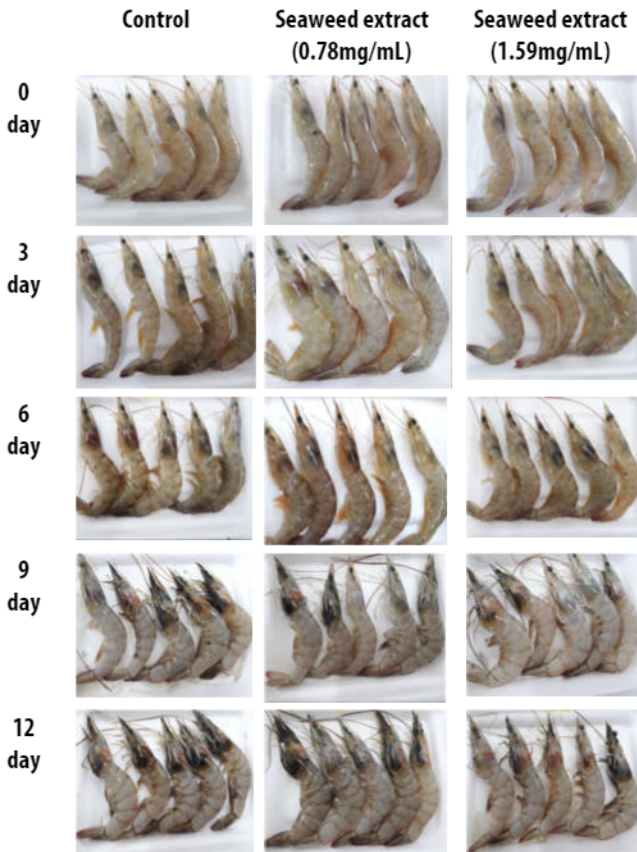 Control
Seaweed extract
(0.78mg/mL)
Seaweed extract
(1.59mg/mL)
0
day
3
day
6
day
9
day
12
day